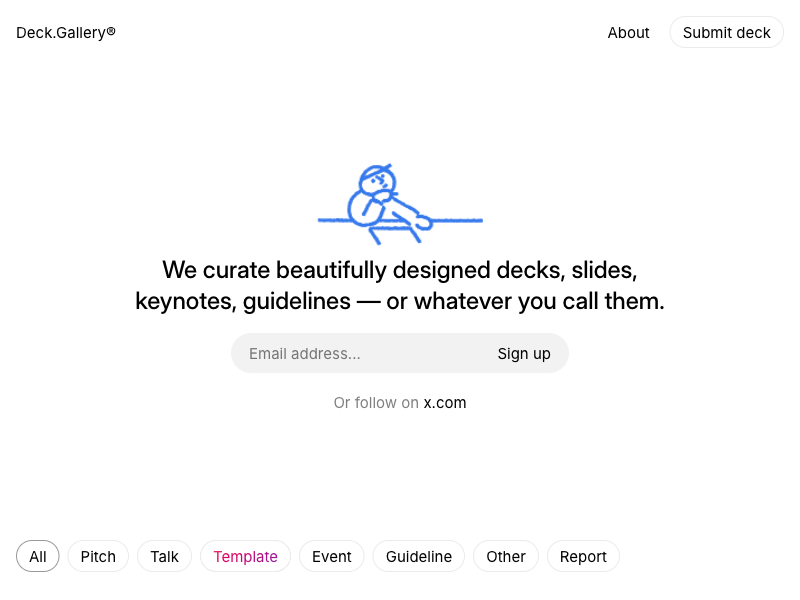 Deck.Gallery®
About
Submit deck
We curate beautifully designed decks, slides,
keynotes, guidelines — or whatever you call them.
Email address...
Sign up
Or follow on x.com
All
Pitch
Talk
Template
Event
Guideline
Other
Report